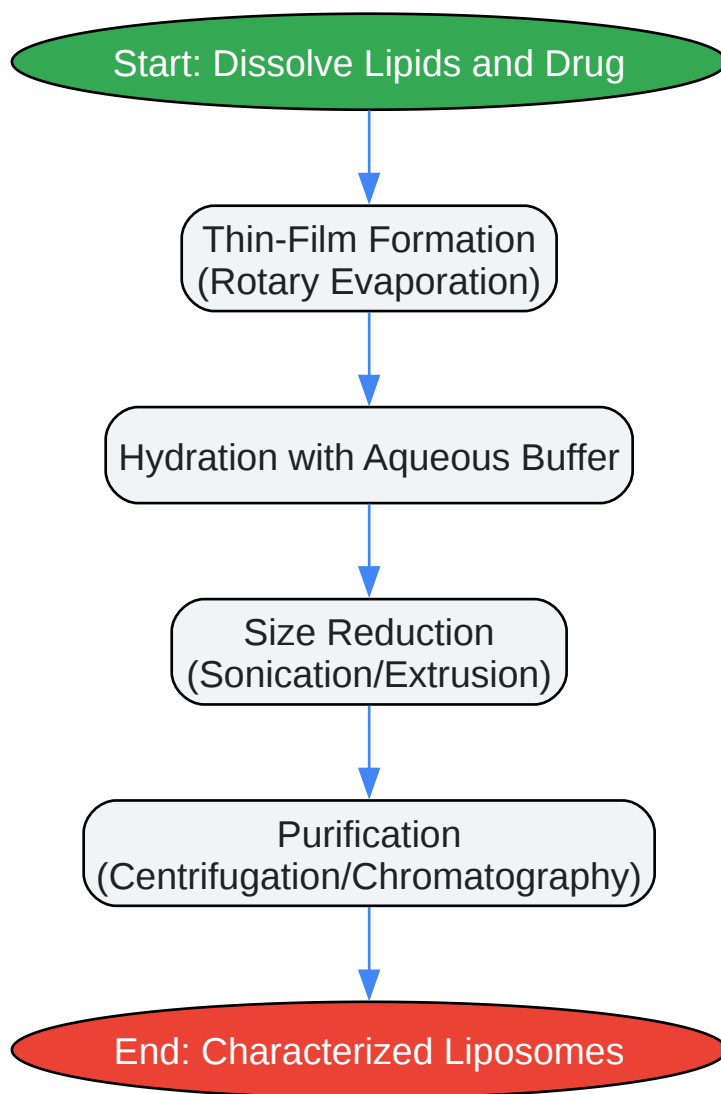 Start: Dissolve Lipids and Drug
Thin-Film Formation
(Rotary Evaporation)
Hydration with Aqueous Buffer
Size Reduction
(Sonication/Extrusion)
Purification
(Centrifugation/Chromatography)
End: Characterized Liposomes